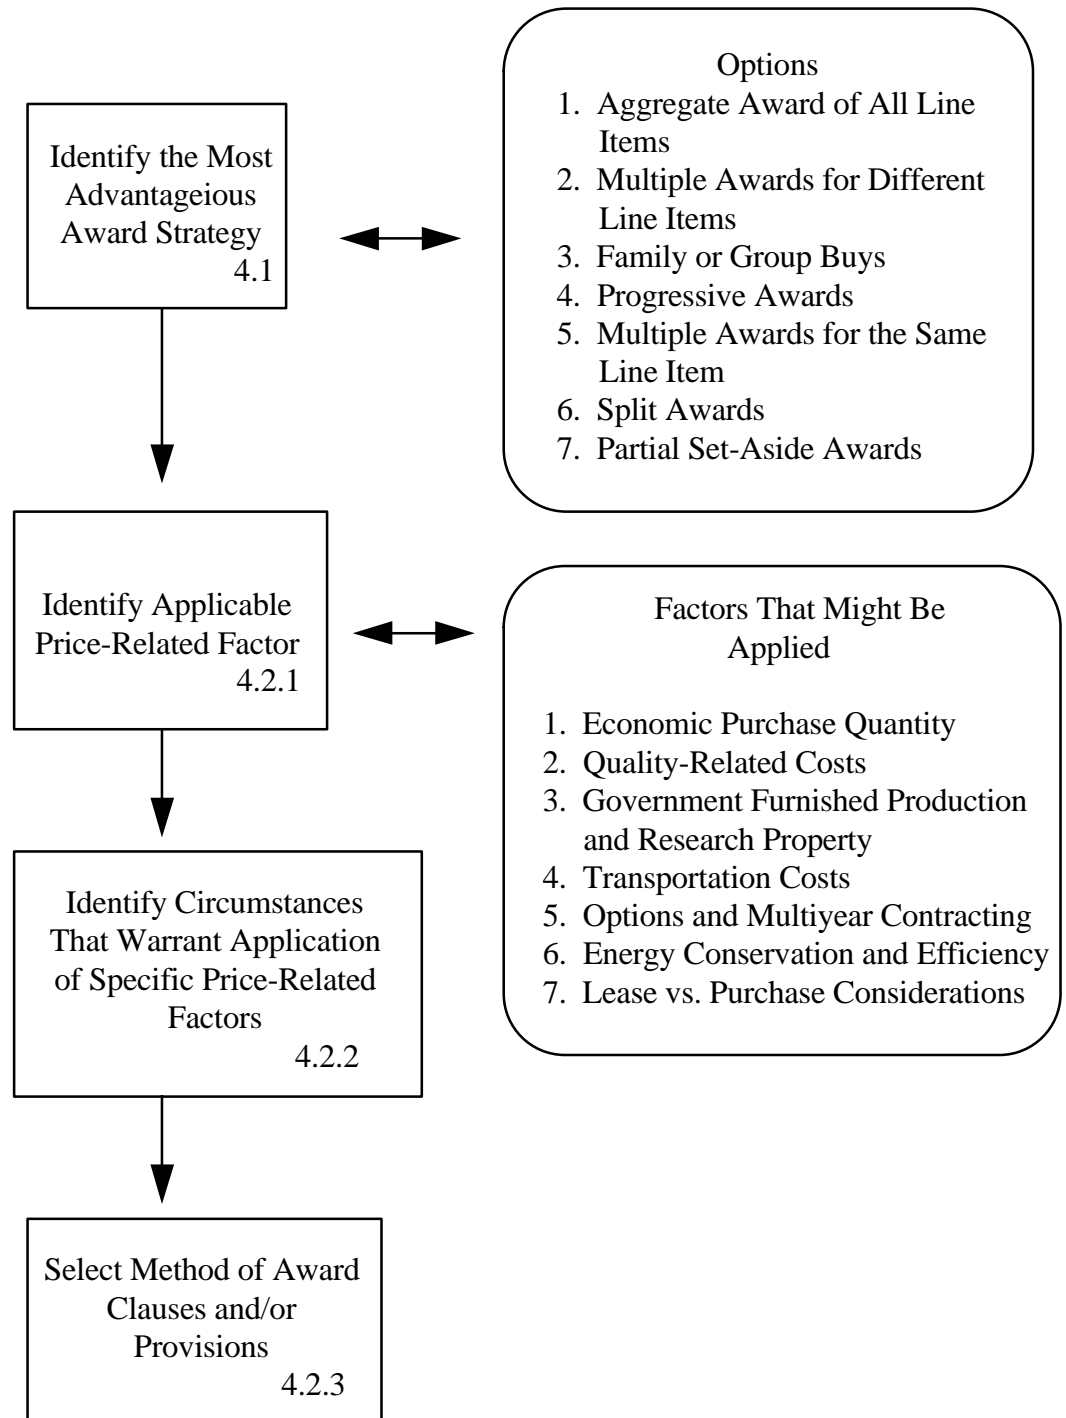 Identify the Most
Advantageious
Award Strategy
4.1
Options
1. Aggregate Award of All Line
Items
2. Multiple Awards for Different
Line Items
3. Family or Group Buys
4. Progressive Awards
5. Multiple Awards for the Same
Line Item
6. Split Awards
7. Partial Set-Aside Awards
Identify Applicable
Price-Related Factor
4.2.1
Factors That Might Be
Applied
1. Economic Purchase Quantity
2. Quality-Related Costs
3. Government Furnished Production
and Research Property
4. Transportation Costs
5. Options and Multiyear Contracting
6. Energy Conservation and Efficiency
7. Lease vs. Purchase Considerations
Identify Circumstances
That Warrant Application
of Specific Price-Related
Factors
4.2.2
Select Method of Award
Clauses and/or
Provisions
4.2.3